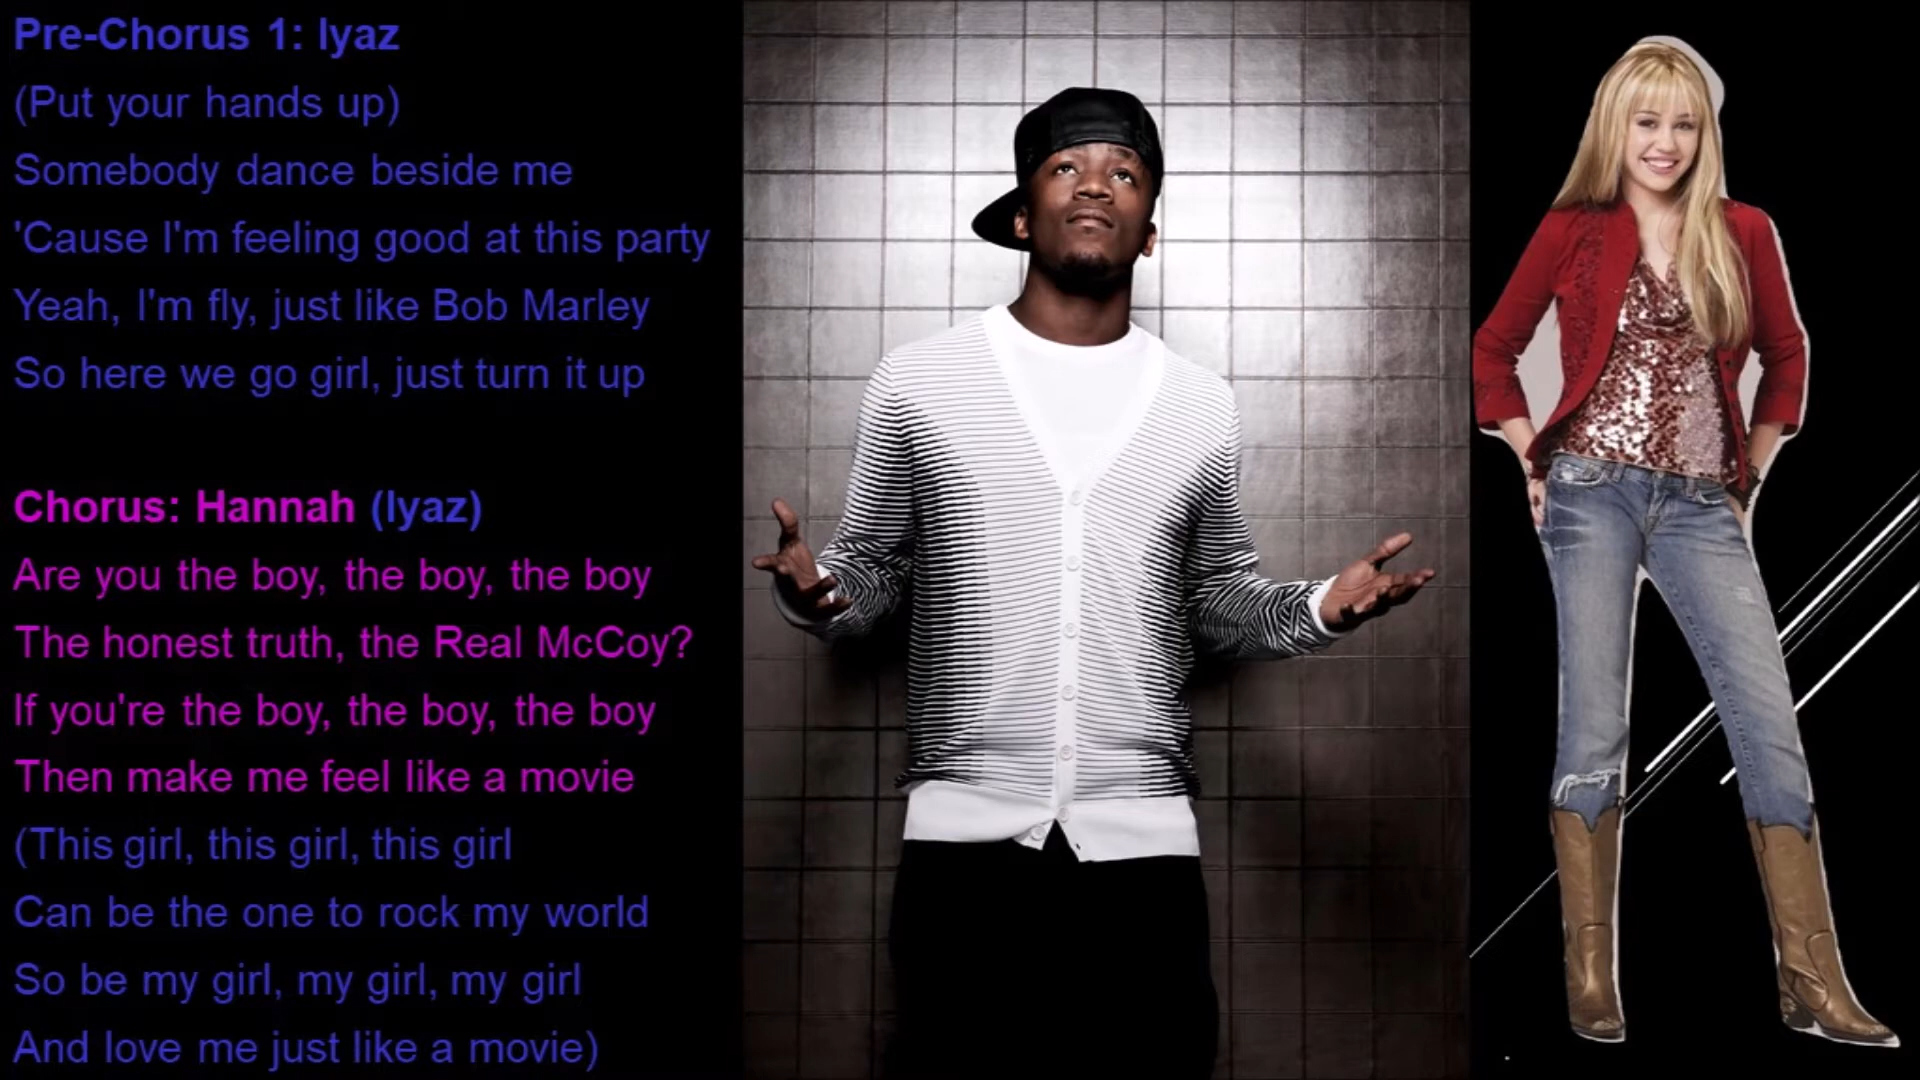 Pre-Chorus 1: Iyaz
(Put your hands up)
Somebody dance beside me
'Cause I'm feeling good at this party
Yeah, I'm fly, just like Bob Marley
So here we go girl, just turn it up
Chorus: Hannah (Iyaz)
Are you the boy, the boy, the boy
The honest truth, the Real McCoy?
If you're the boy, the boy, the boy
Then make me feel like a movie
(This girl, this girl, this girl
Can be the one to rock my world
So be my girl, my girl, my girl
And love me just like a movie)